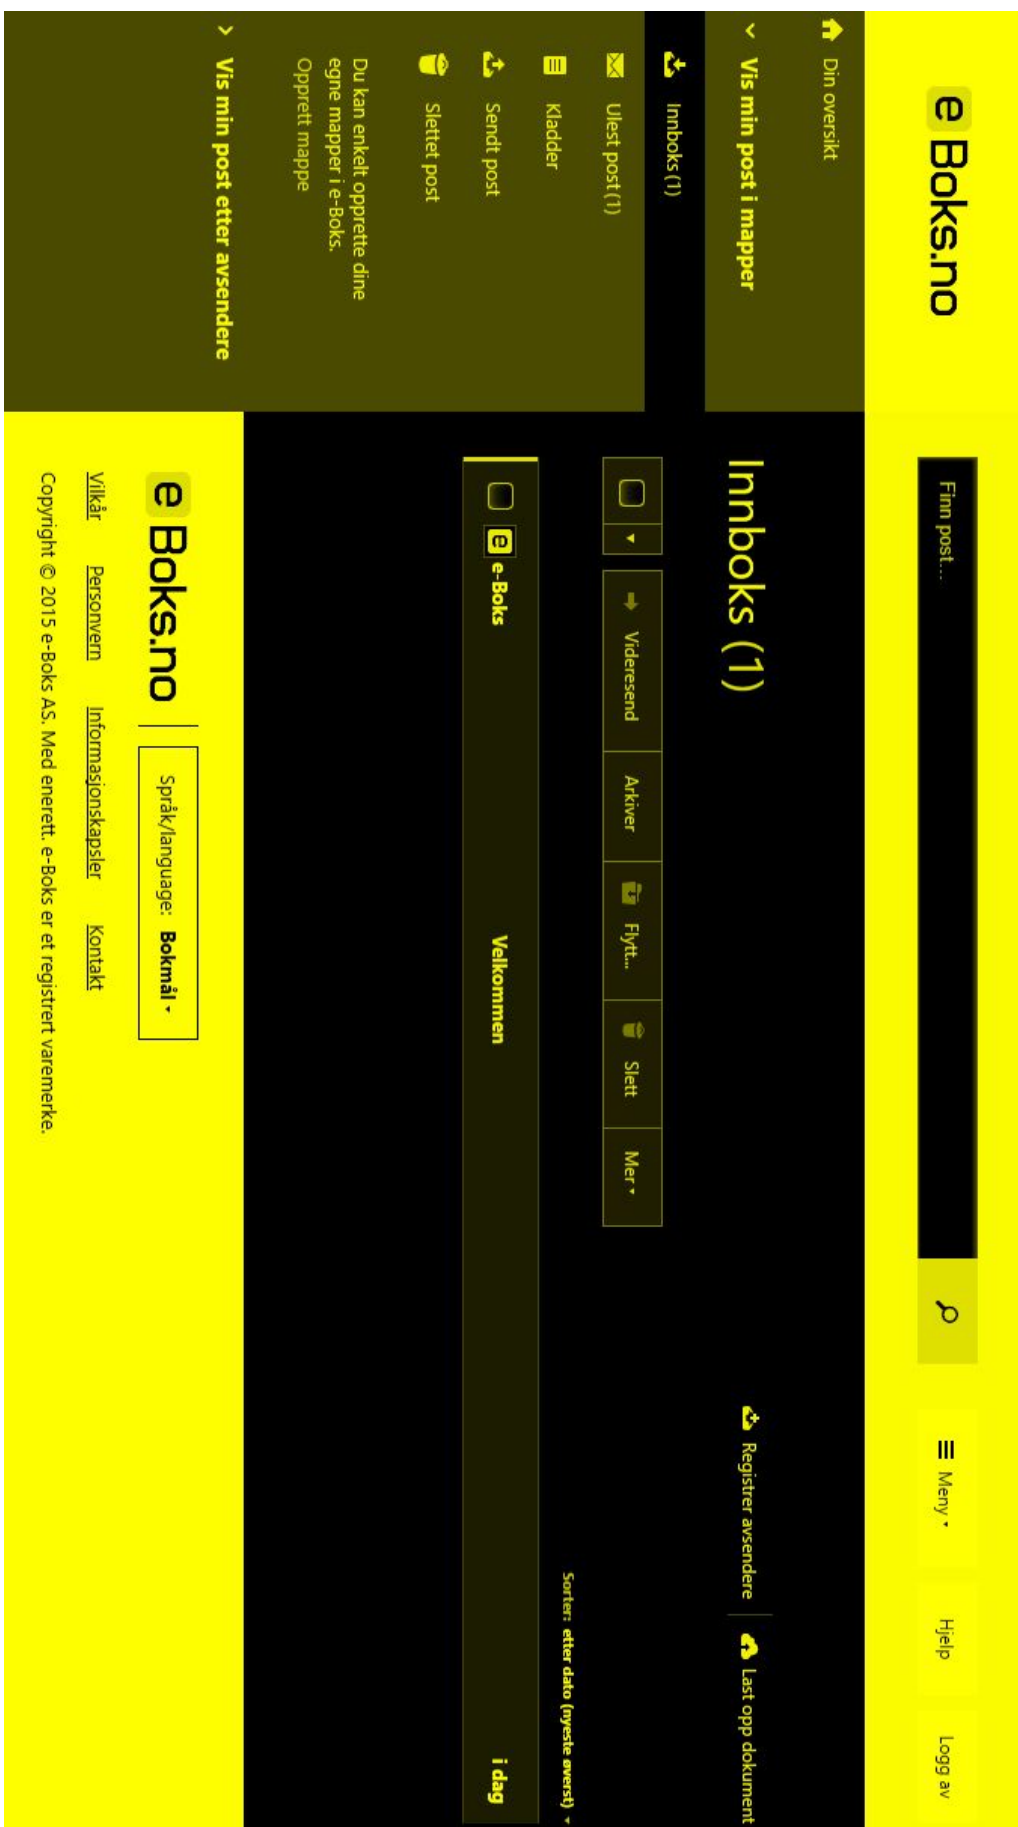 e Boks.no
Finn post...
Meny
Hjelp
Logg av
Din oversikt
Vis min post i mapper
Innboks (1)
Ulest post (1)
Kladder
Sendt post
Slettet post
Du kan enkelt opprette dine
egne mapper i e-Boks.
Opprett mappe
Vis min post etter avsendere
Innboks (1)
Registrer avsendere
Last opp dokument
Videresend
Arkiver
Flytt...
Slett
Mer
Sorter: etter dato (nyeste øverst)
e e-Boks
Velkommen
i dag
e Boks.no
Språk/language: Bokmål
Vilkår Personvern Informasjonskapsler Kontakt
Copyright © 2015 e-Boks AS. Med enerett. e-Boks er et registrert varemerke.